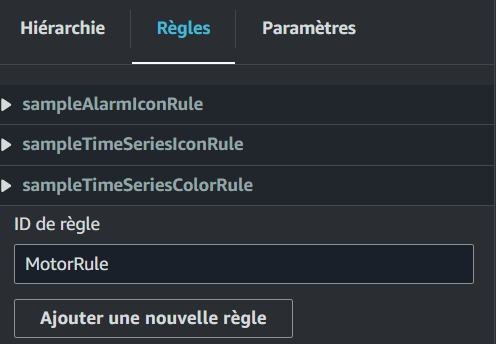 Hiérarchie Règles Paramètres
sampleAlarmIconRule
sampleTimeSeriesIconRule
sampleTimeSeriesColorRule
ID de règle
MotorRule
Ajouter une nouvelle règle